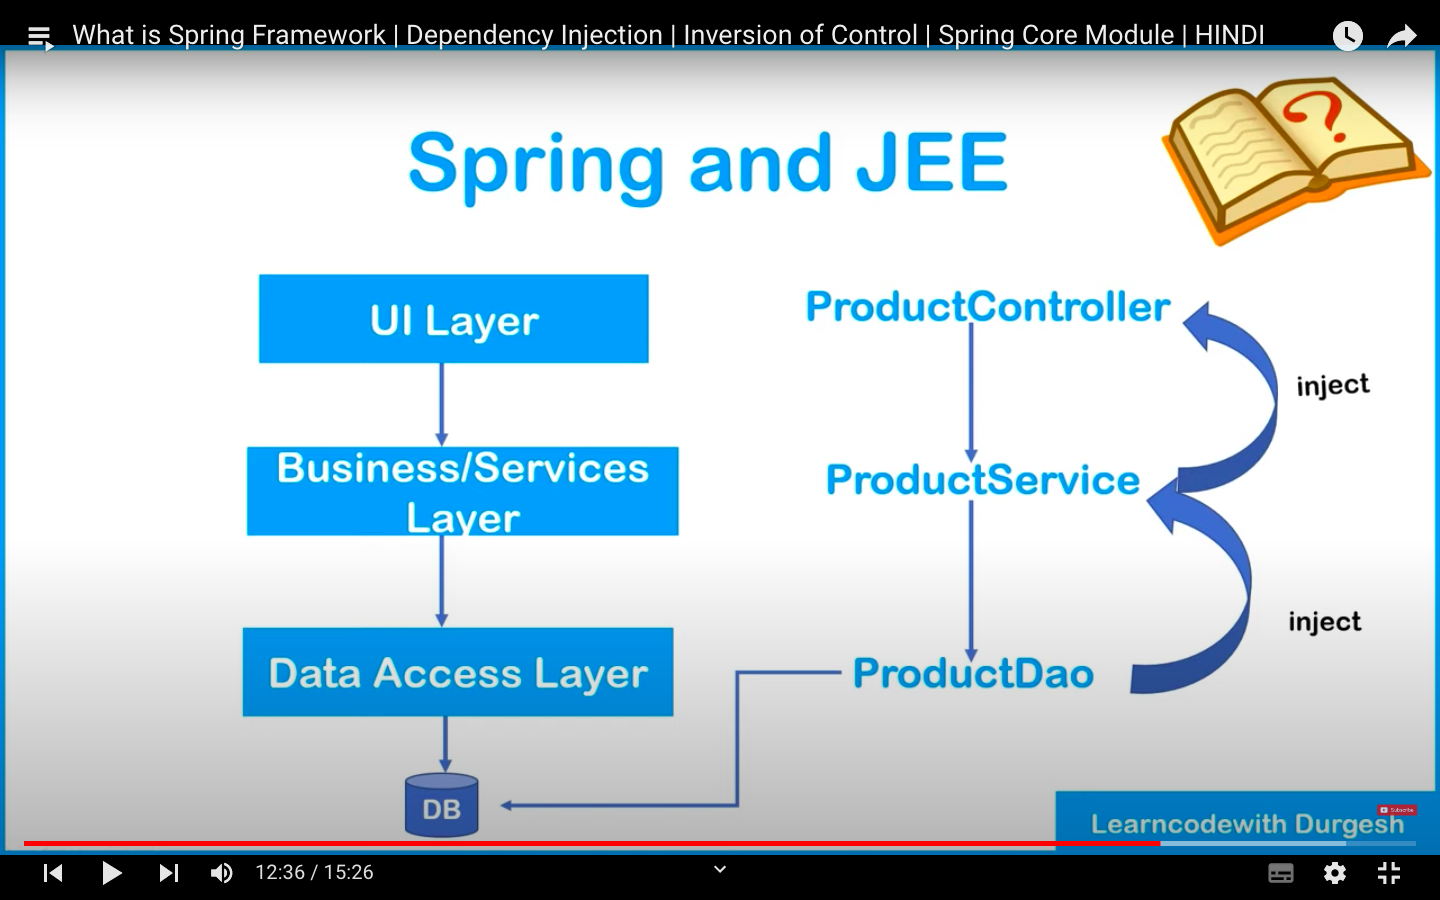 What is Spring Framework | Dependency Injection | Inversion of Control | Spring Core Module | HINDI
Spring and JEE
?
UI Layer
ProductController
inject
Business/Services
Layer
ProductService
inject
Data Access Layer
ProductDao
DB
Subscribe
Learncodewith Durgesh
12:36 / 15:26